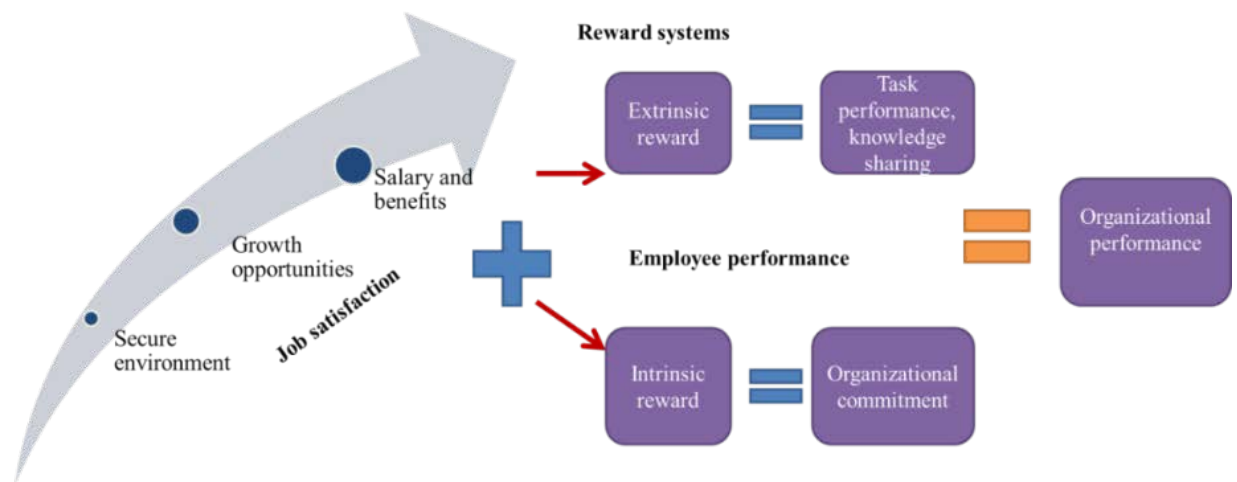 Reward systems
Extrinsic
reward
Task
performance,
knowledge
sharing
Salary and
benefits
Growth
opportunities
Secure
environment
Job satisfaction
Employee performance
Organizational
performance
Intrinsic
reward
Organizational
commitment